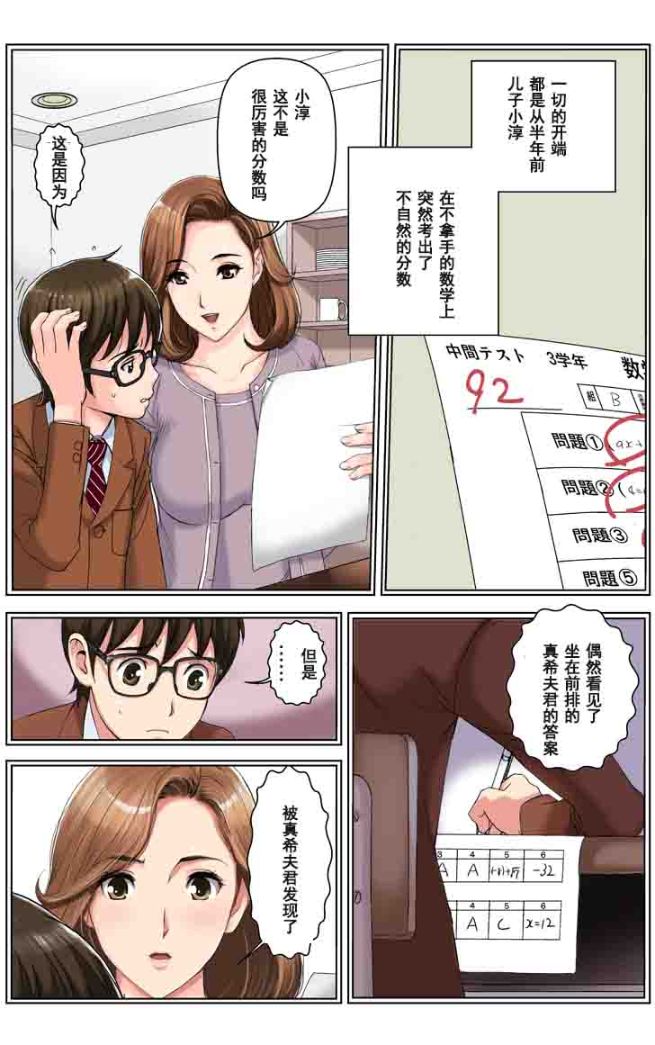 一切的开端
都是从半年前
儿子小淳
在不拿手的数学上
突然考出了
不自然的分数
中間テスト 3学年 数
92
組 B
問題①
問題②
問題③
問題⑤
小淳
这不是
很厉害的分数吗
这是因为
偶然看见了
坐在前排的
真希夫君的答案
3 4 5 6
A A -32
4 5 6
A C x=12
但是
……
被真希夫君发现了